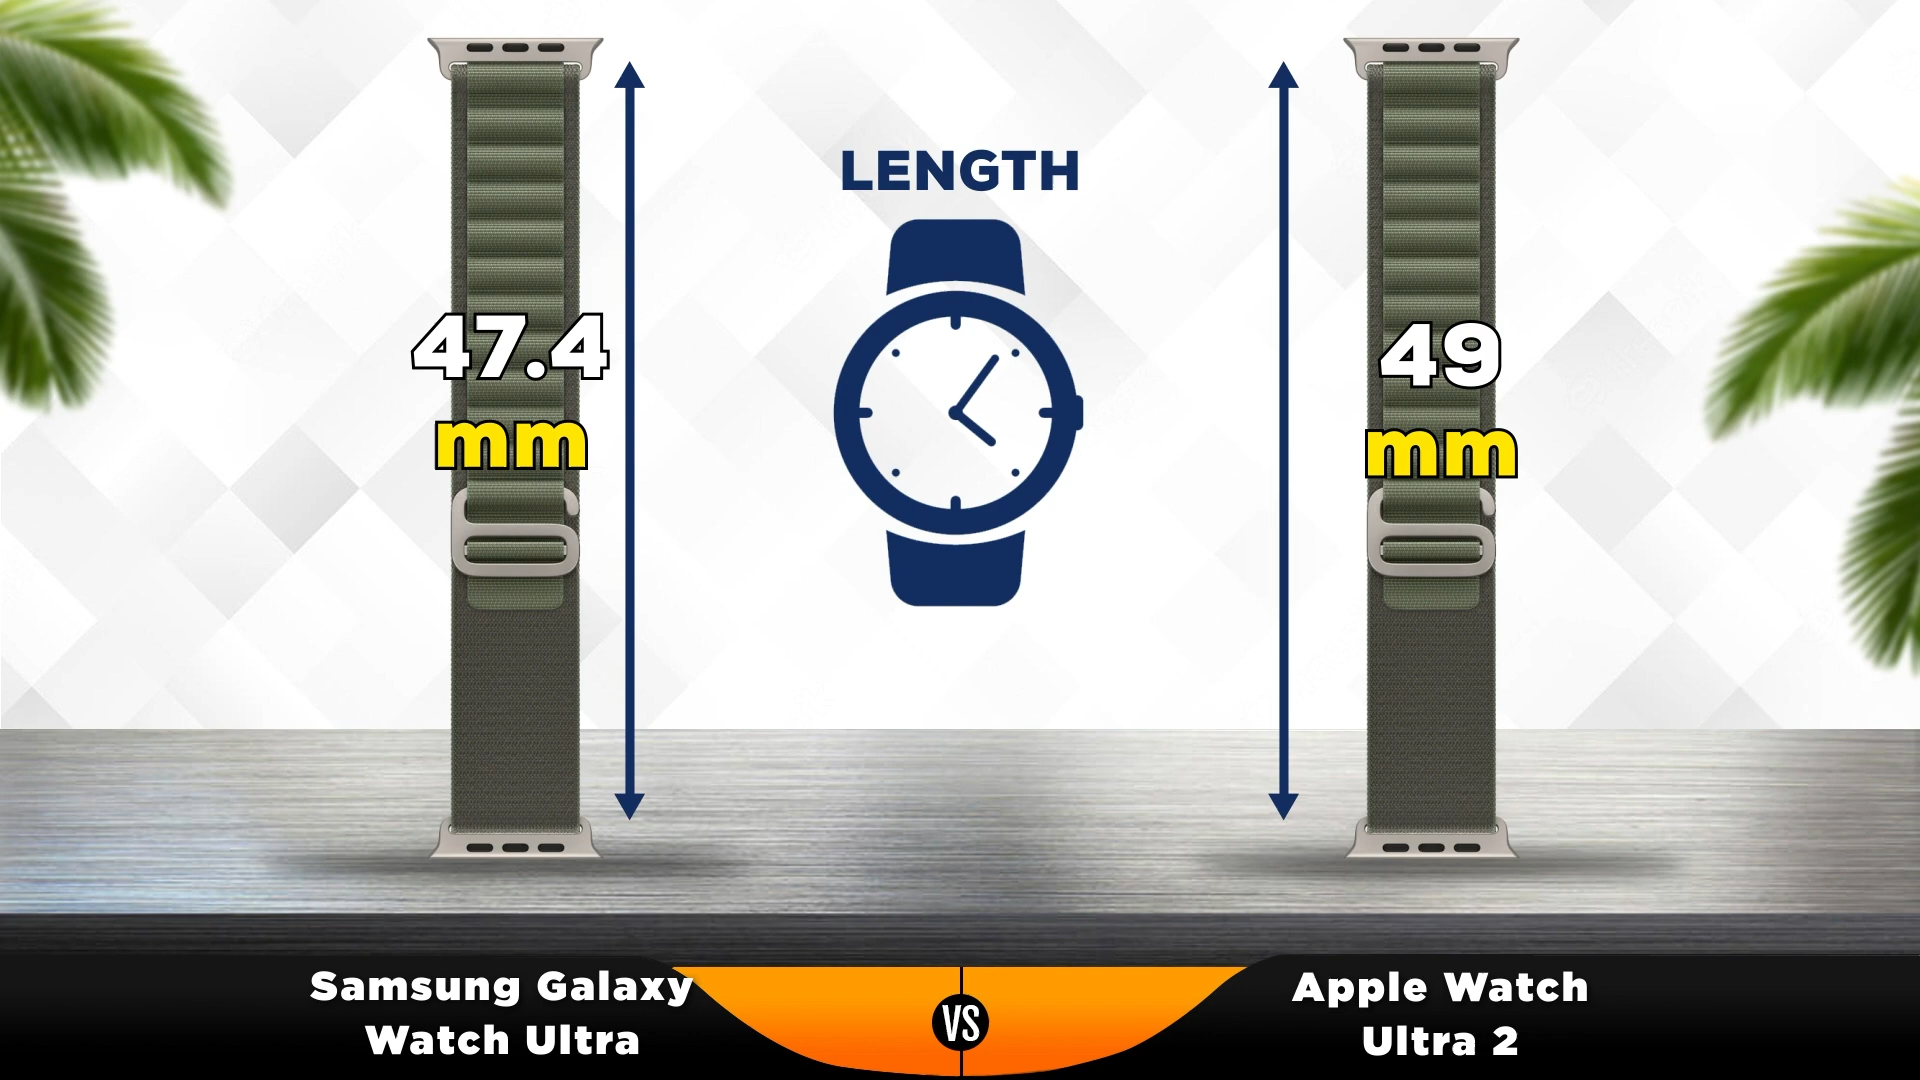 LENGTH
47.4
mm
49
mm
Samsung Galaxy
Watch Ultra
VS
Apple Watch
Ultra 2